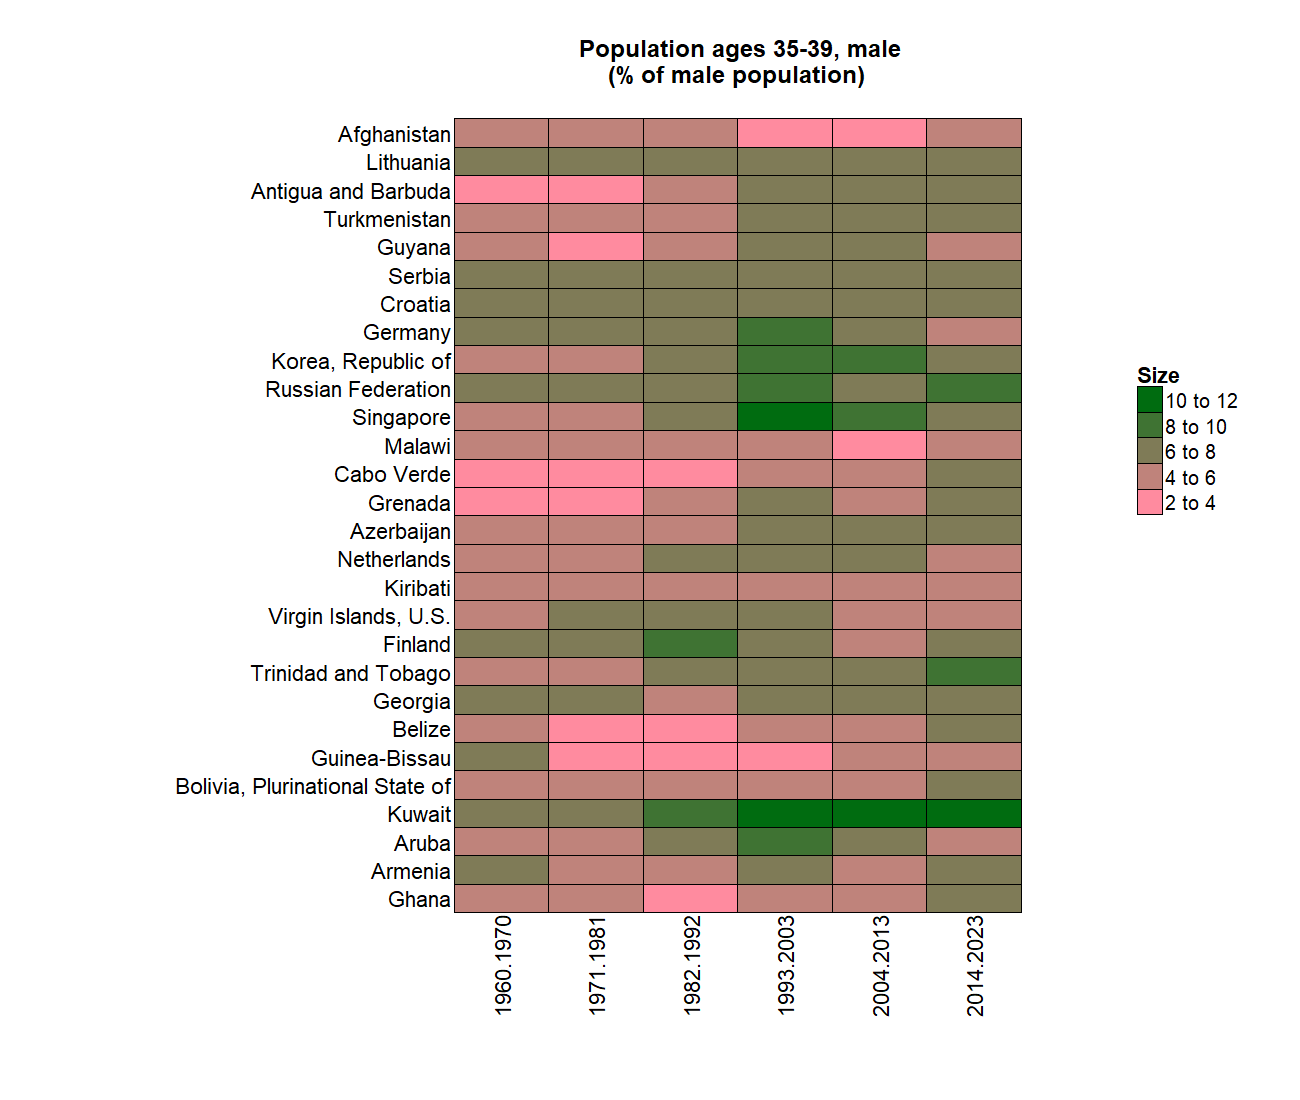 Population ages 35-39, male
(% of male population)
Afghanistan
Lithuania
Antigua and Barbuda
Turkmenistan
Guyana
Serbia
Croatia
Germany
Korea, Republic of
Russian Federation
Singapore
Malawi
Cabo Verde
Grenada
Azerbaijan
Netherlands
Kiribati
Virgin Islands, U.S.
Finland
Trinidad and Tobago
Georgia
Belize
Guinea-Bissau
Bolivia, Plurinational State of
Kuwait
Aruba
Armenia
Ghana
1960.1970
1971.1981
1982.1992
1993.2003
2004.2013
2014.2023
Size
10 to 12
8 to 10
6 to 8
4 to 6
2 to 4